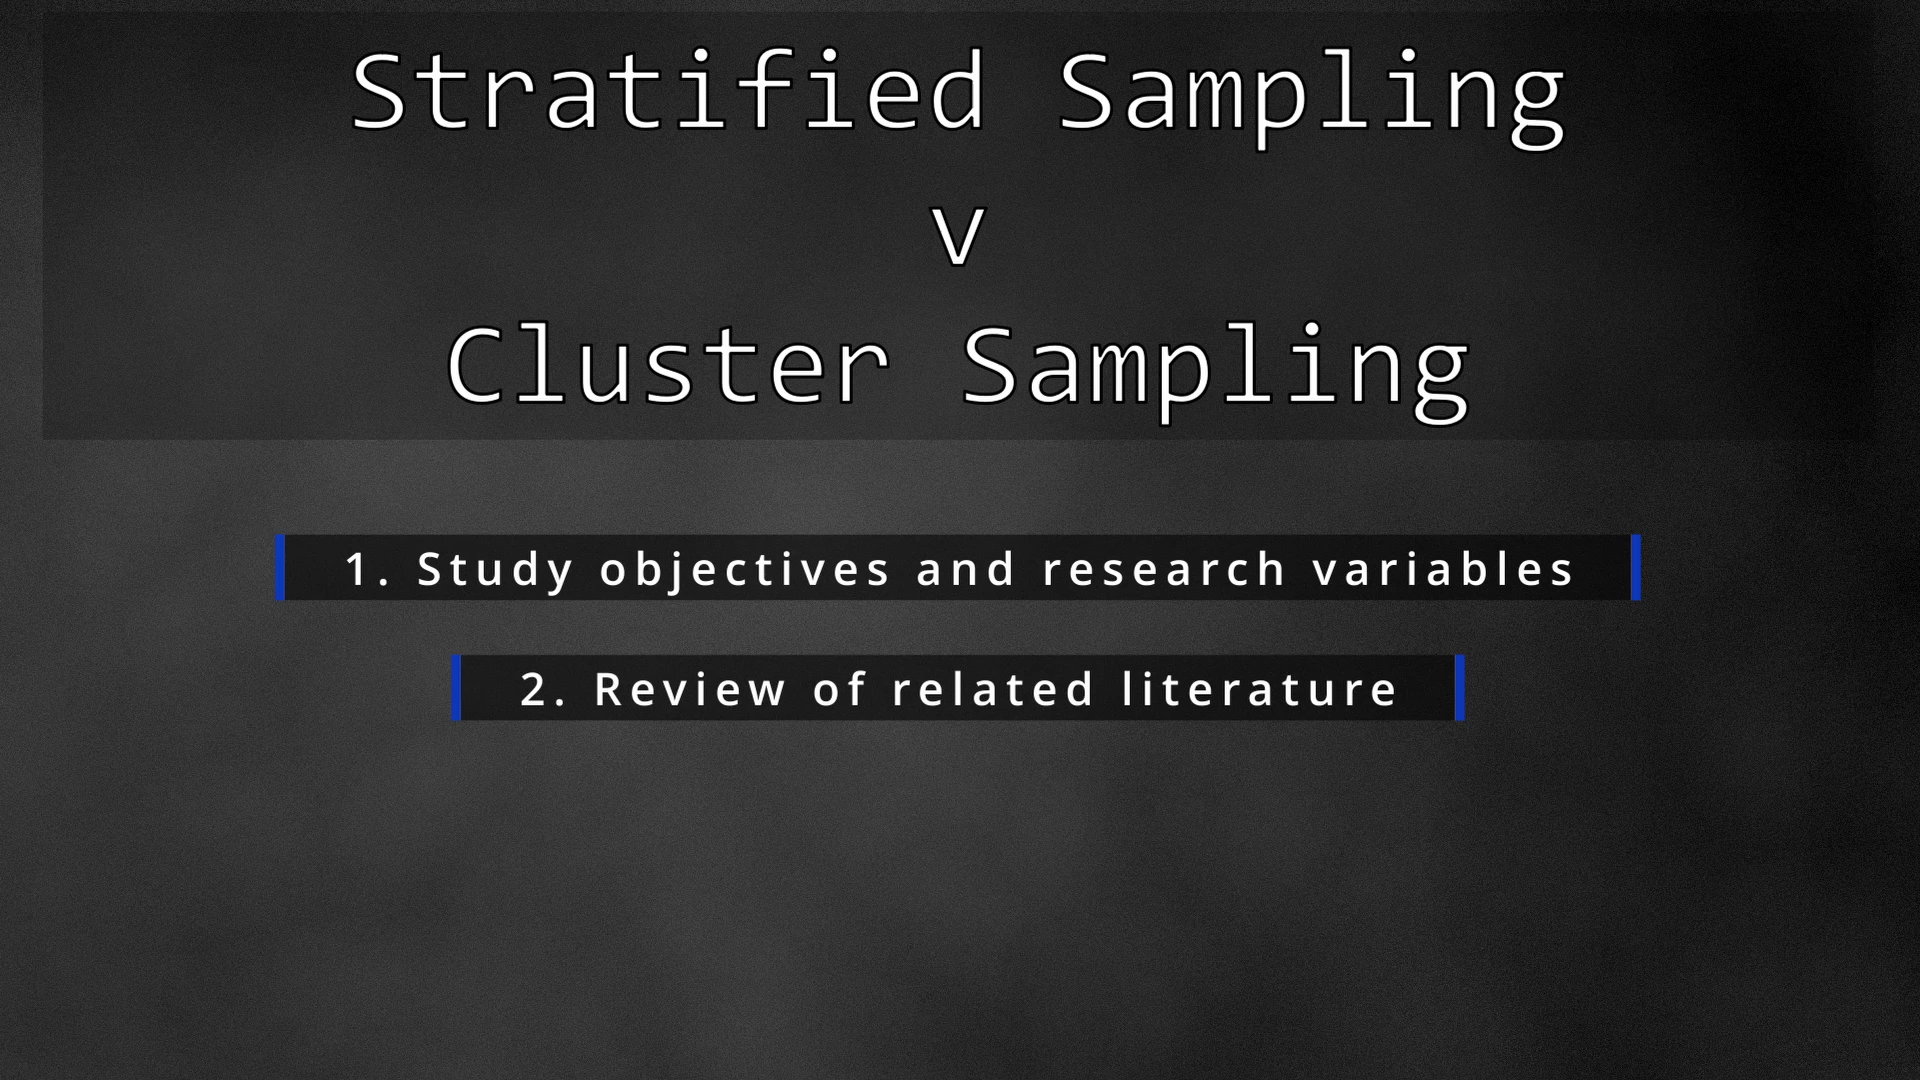 Stratified Sampling
v
Cluster Sampling
1. Study objectives and research variables
2. Review of related literature